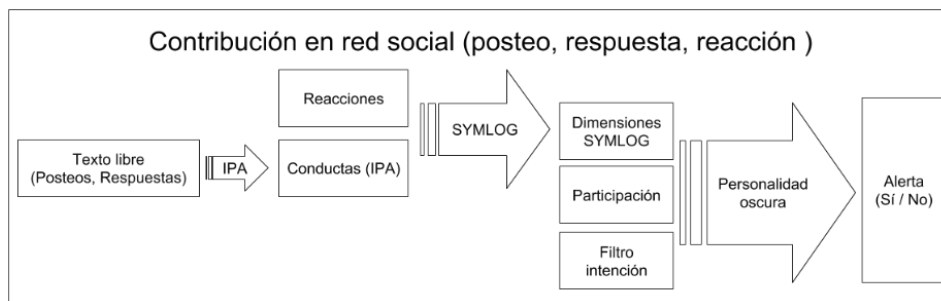 Contribución en red social (posteo, respuesta, reacción )
Texto libre
(Posteos, Respuestas)
IPA
Reacciones
Conductas (IPA)
SYMLOG
Dimensiones
SYMLOG
Participación
Filtro
intención
Personalidad
oscura
Alerta
(Sí / No)